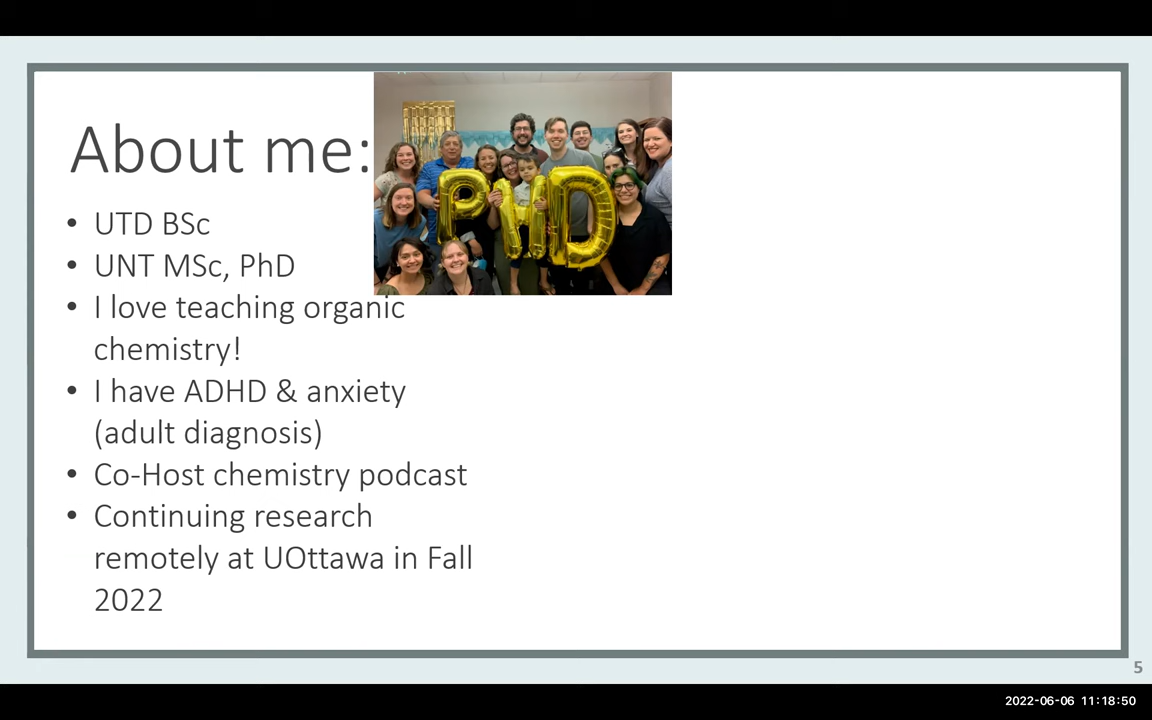 About me:
PHD
• UTD BSc
• UNT MSc, PhD
• I love teaching organic
chemistry!
• I have ADHD & anxiety
(adult diagnosis)
• Co-Host chemistry podcast
• Continuing research
remotely at UOttawa in Fall
2022
5
2022-06-06 11:18:50